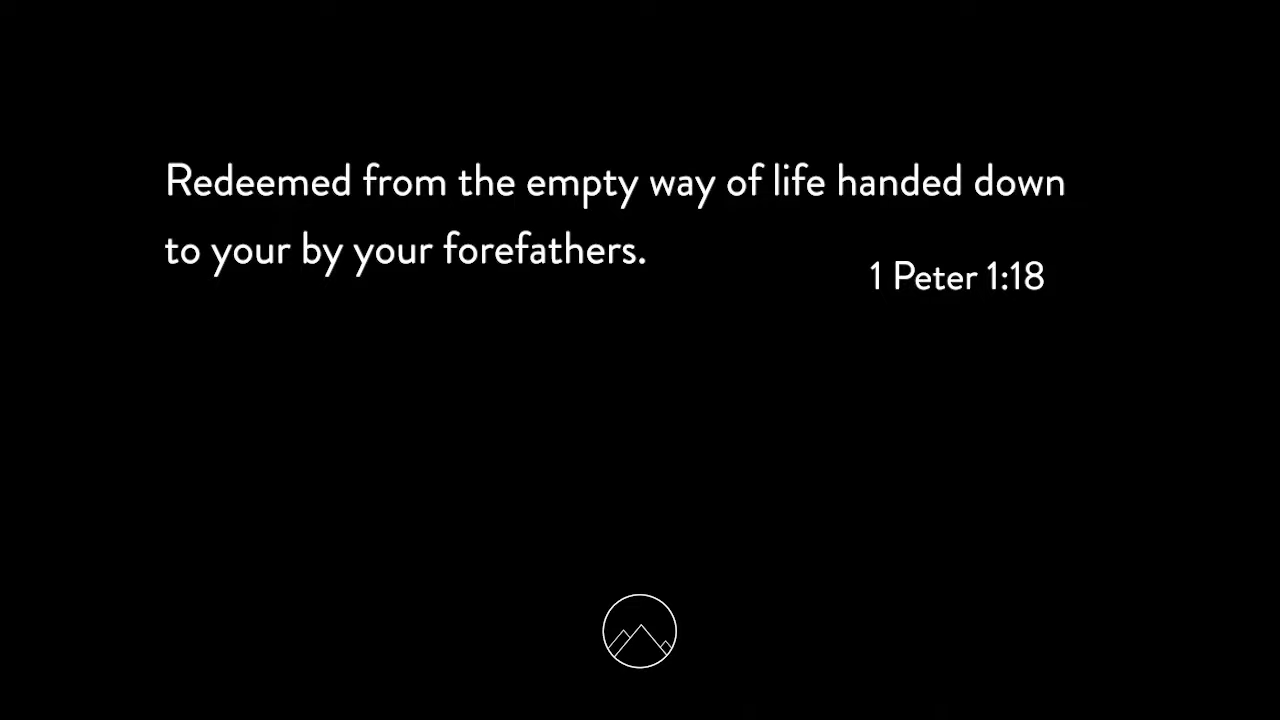 Redeemed from the empty way of life handed down
to your by your forefathers.
1 Peter 1:18